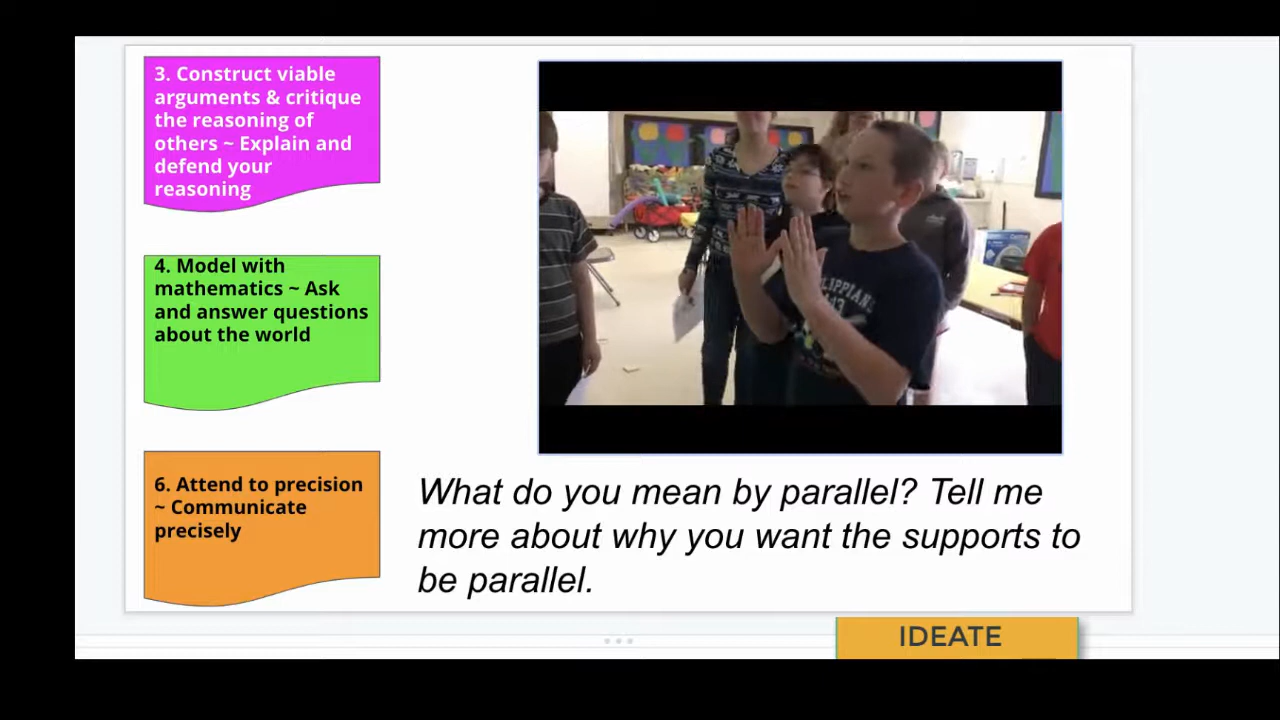 3. Construct viable
arguments & critique
the reasoning of
others ~ Explain and
defend your
reasoning
4. Model with
mathematics ~ Ask
and answer questions
about the world
6. Attend to precision
~ Communicate
precisely
What do you mean by parallel? Tell me
more about why you want the supports to
be parallel.
IDEATE